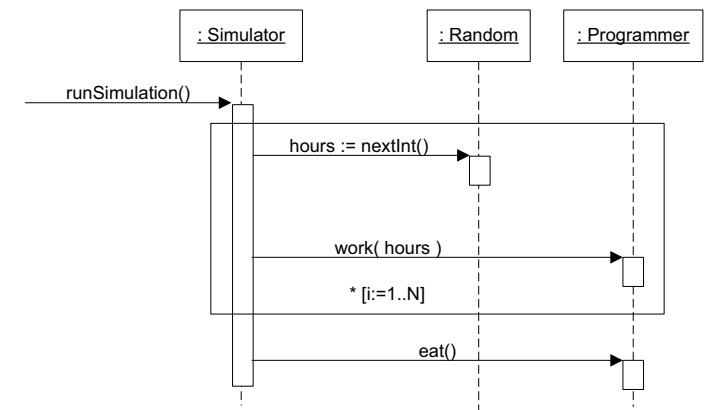 : Simulator
: Random
: Programmer
runSimulation()
hours := nextInt()
work( hours )
* [i:=1..N]
eat()